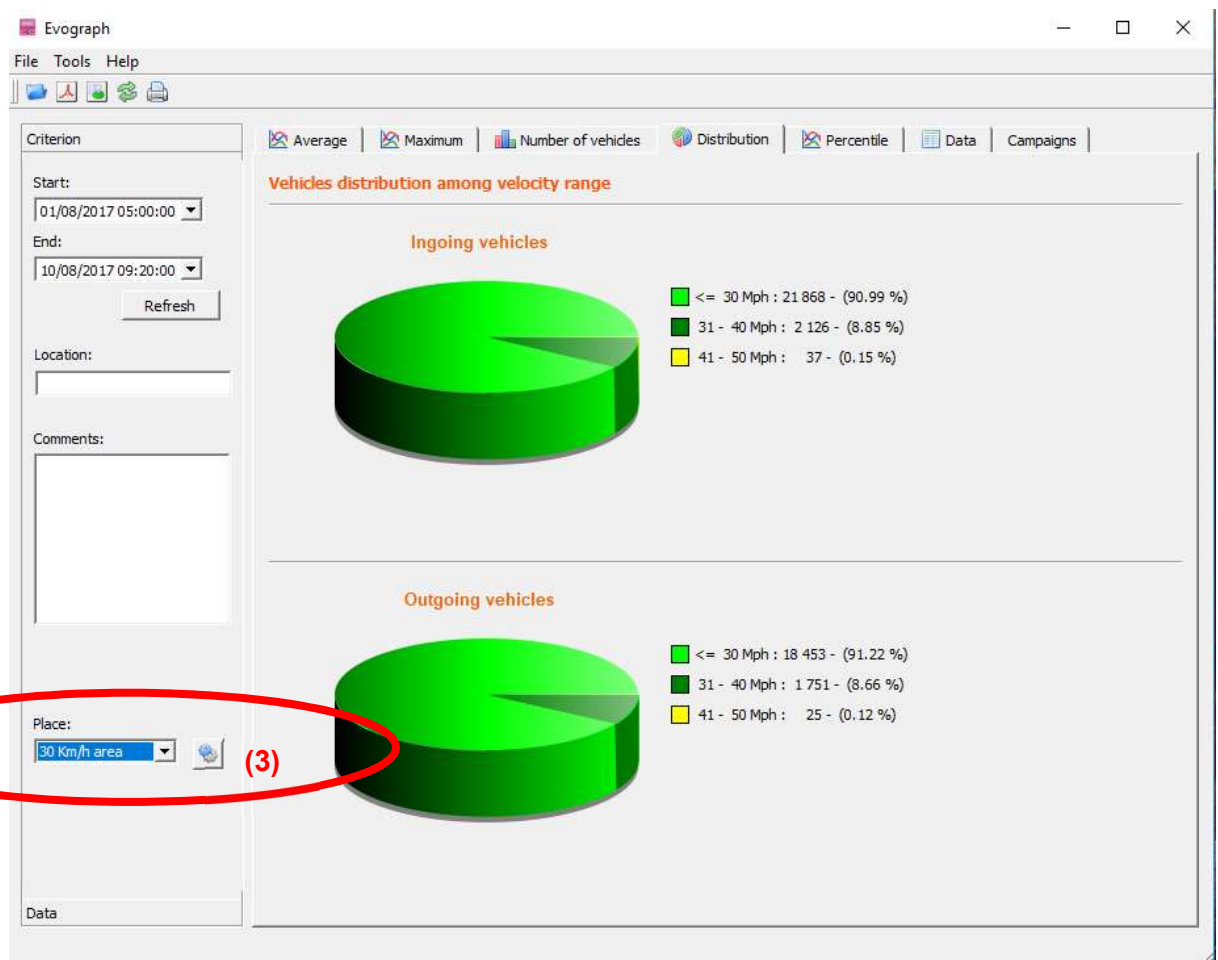 Evograph
File Tools Help
Criterion
Start:
01/08/2017 05:00:00
End:
10/08/2017 09:20:00
Refresh
Location:
Comments:
Place:
30 Km/h area
(3)
Data
Average Maximum Number of vehicles Distribution Percentile Data Campaigns
Vehicles distribution among velocity range
Ingoing vehicles
<= 30 Mph : 21 868 - (90.99 %)
31 - 40 Mph : 2 126 - (8.85 %)
41 - 50 Mph : 37 - (0.15 %)
Outgoing vehicles
<= 30 Mph : 18 453 - (91.22 %)
31 - 40 Mph : 1 751 - (8.66 %)
41 - 50 Mph : 25 - (0.12 %)